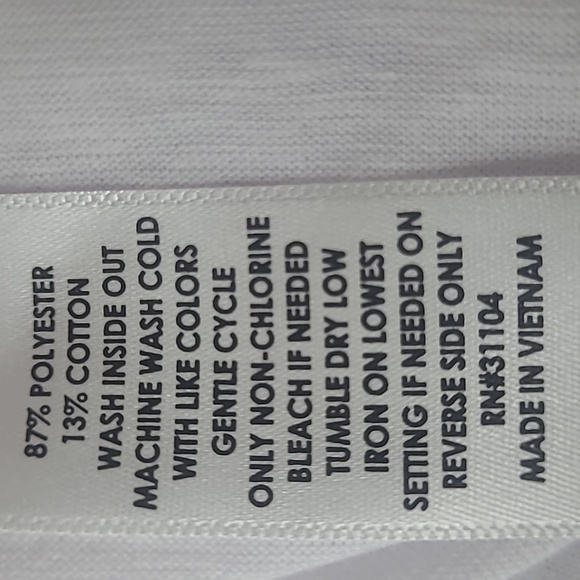 87% POLYESTER
13% COTTON
WASH INSIDE OUT
MACHINE WASH COLD
WITH LIKE COLORS
GENTLE CYCLE
ONLY NON-CHLORINE
BLEACH IF NEEDED
TUMBLE DRY LOW
IRON ON LOWEST
SETTING IF NEEDED ON
REVERSE SIDE ONLY
RN#31104
MADE IN VIETNAM